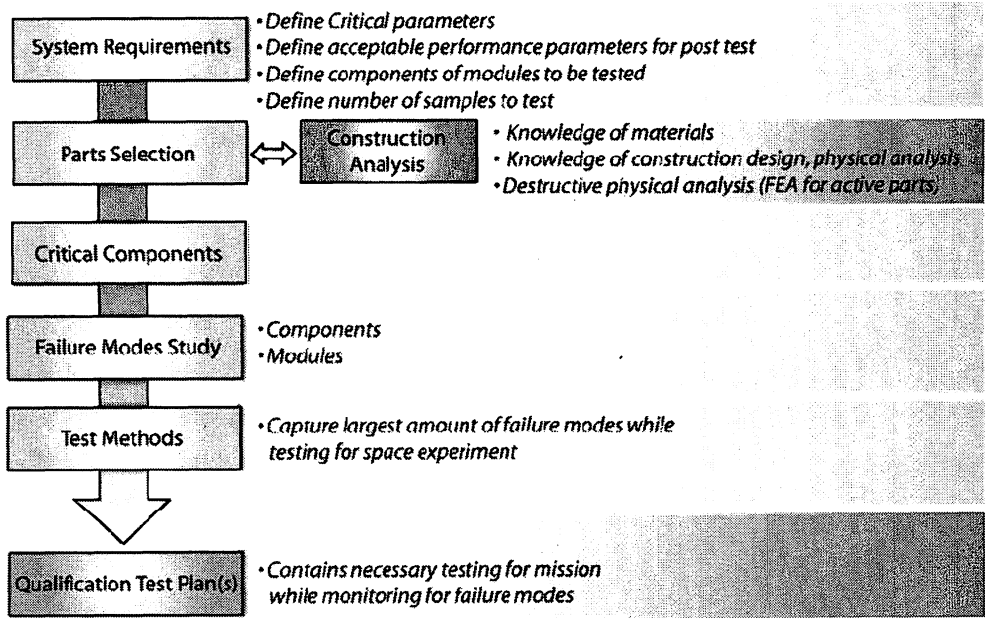 System Requirements
• Define Critical parameters
• Define acceptable performance parameters for post test
• Define components of modules to be tested
• Define number of samples to test
Parts Selection
Construction
Analysis
• Knowledge of materials
• Knowledge of construction design, physical analysis
• Destructive physical analysis (FEA for active parts)
Critical Components
Failure Modes Study
• Components
• Modules
Test Methods
• Capture largest amount of failure modes while
testing for space experiment
Qualification Test Plan(s)
• Contains necessary testing for mission
while monitoring for failure modes